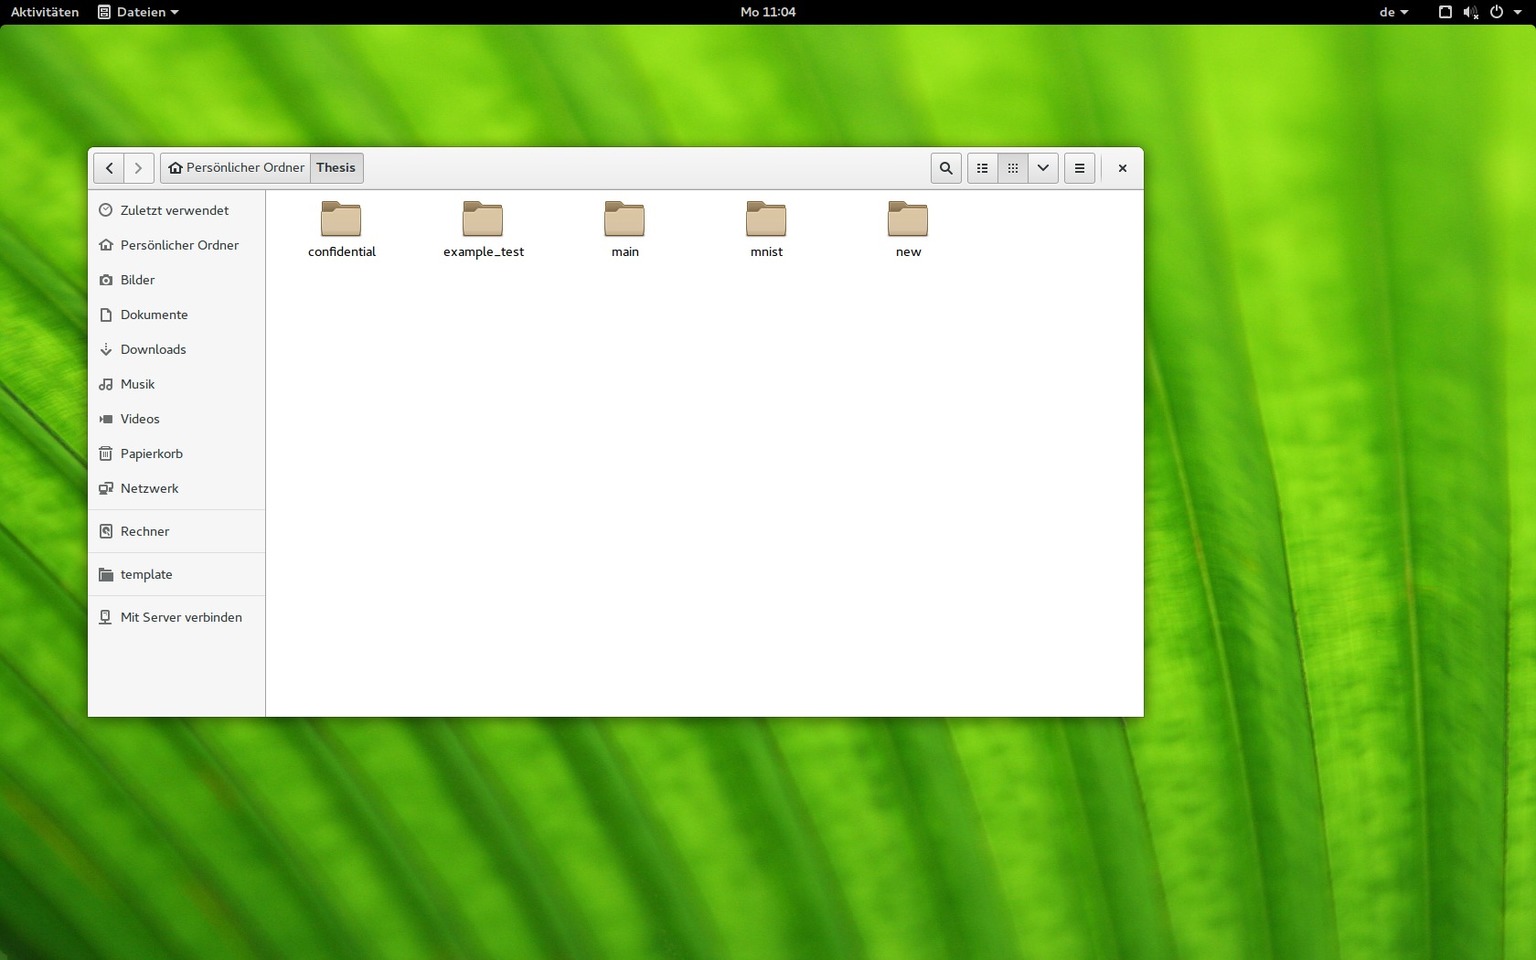 Aktivitäten Dateien Mo 11:04 de
Persönlicher Ordner Thesis
Zuletzt verwendet
Persönlicher Ordner
Bilder
Dokumente
Downloads
Musik
Videos
Papierkorb
Netzwerk
Rechner
template
Mit Server verbinden
confidential example_test main mnist new